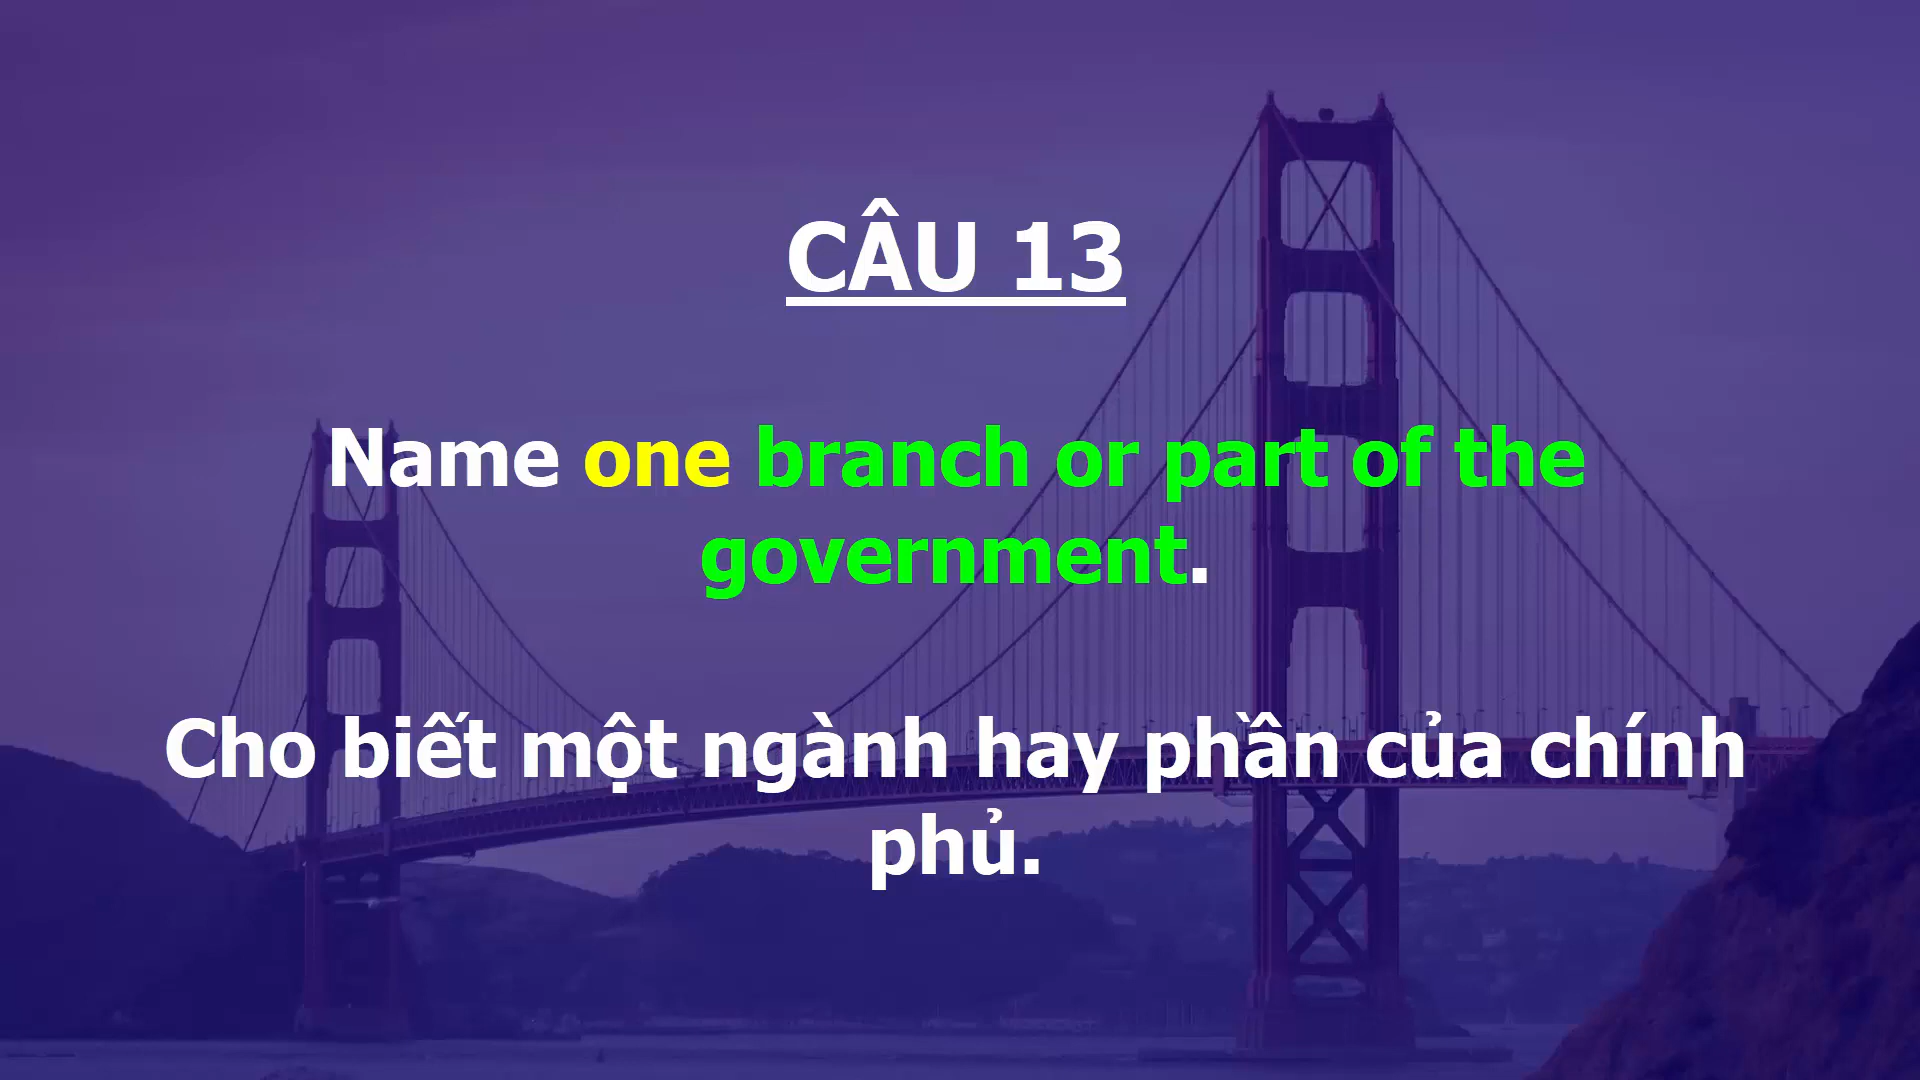 CÂU 13
Name one branch or part of the
government.
Cho biết một ngành hay phần của chính
phủ.